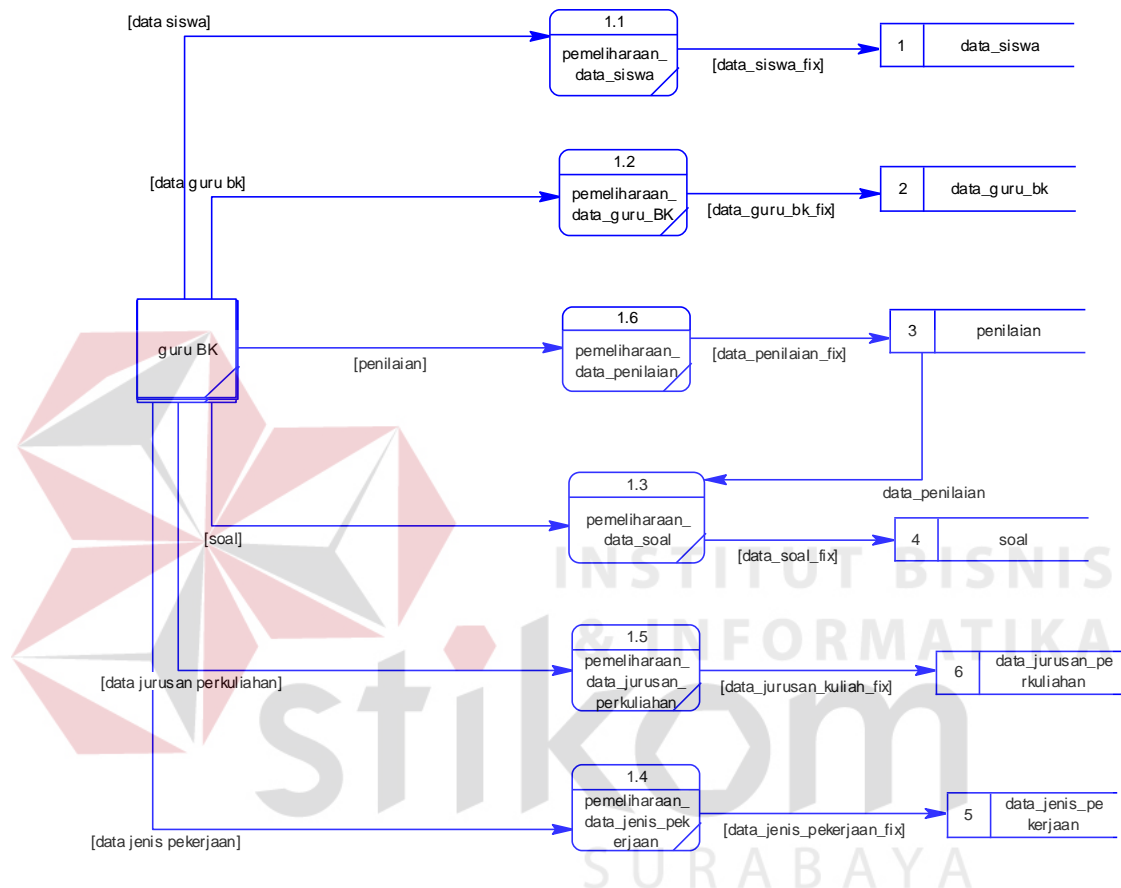 [data siswa]
1.1
pemeliharaan_
data_siswa
[data_siswa_fix]
1
data_siswa
[data guru bk]
1.2
pemeliharaan_
data_guru_BK
[data_guru_bk_fix]
2
data_guru_bk
guru BK
[penilaian]
1.6
pemeliharaan_
data_penilaian
[data_penilaian_fix]
3
penilaian
data_penilaian
[soal]
1.3
pemeliharaan_
data_soal
[data_soal_fix]
4
soal
INSTITUT BISNIS
& INFORMATIKA
[data jurusan perkuliahan]
1.5
pemeliharaan_
data_jurusan_
perkuliahan
[data_jurusan_kuliah_fix]
6
data_jurusan_pe
rkuliahan
stikom
[data jenis pekerjaan]
1.4
pemeliharaan_
data_jenis_pek
erjaan
[data_jenis_pekerjaan_fix]
5
data_jenis_pe
kerjaan
SURABAYA